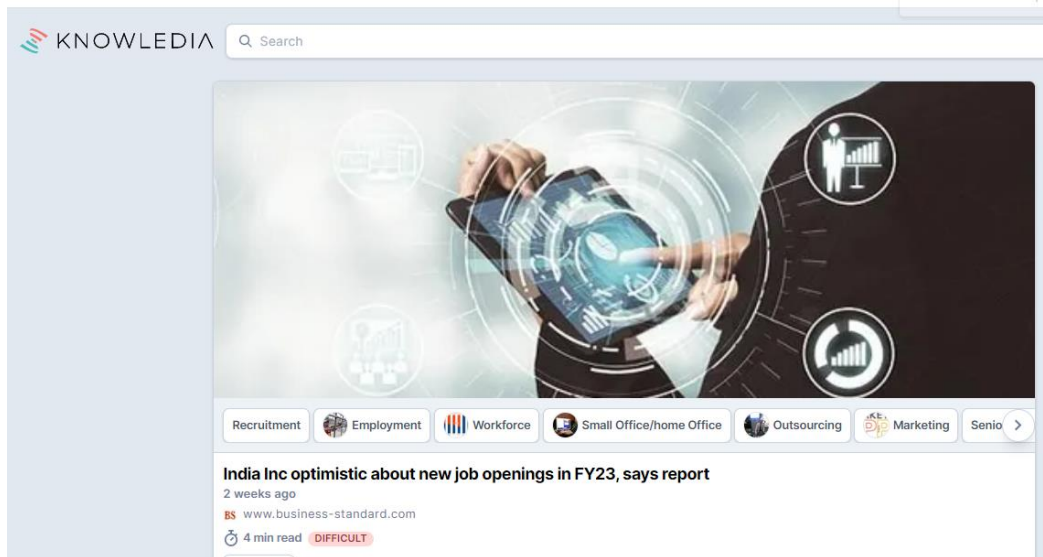 KNOWLEDIA
Search
Recruitment Employment Workforce Small Office/home Office Outsourcing Marketing Senio
India Inc optimistic about new job openings in FY23, says report
2 weeks ago
BS www.business-standard.com
4 min read DIFFICULT